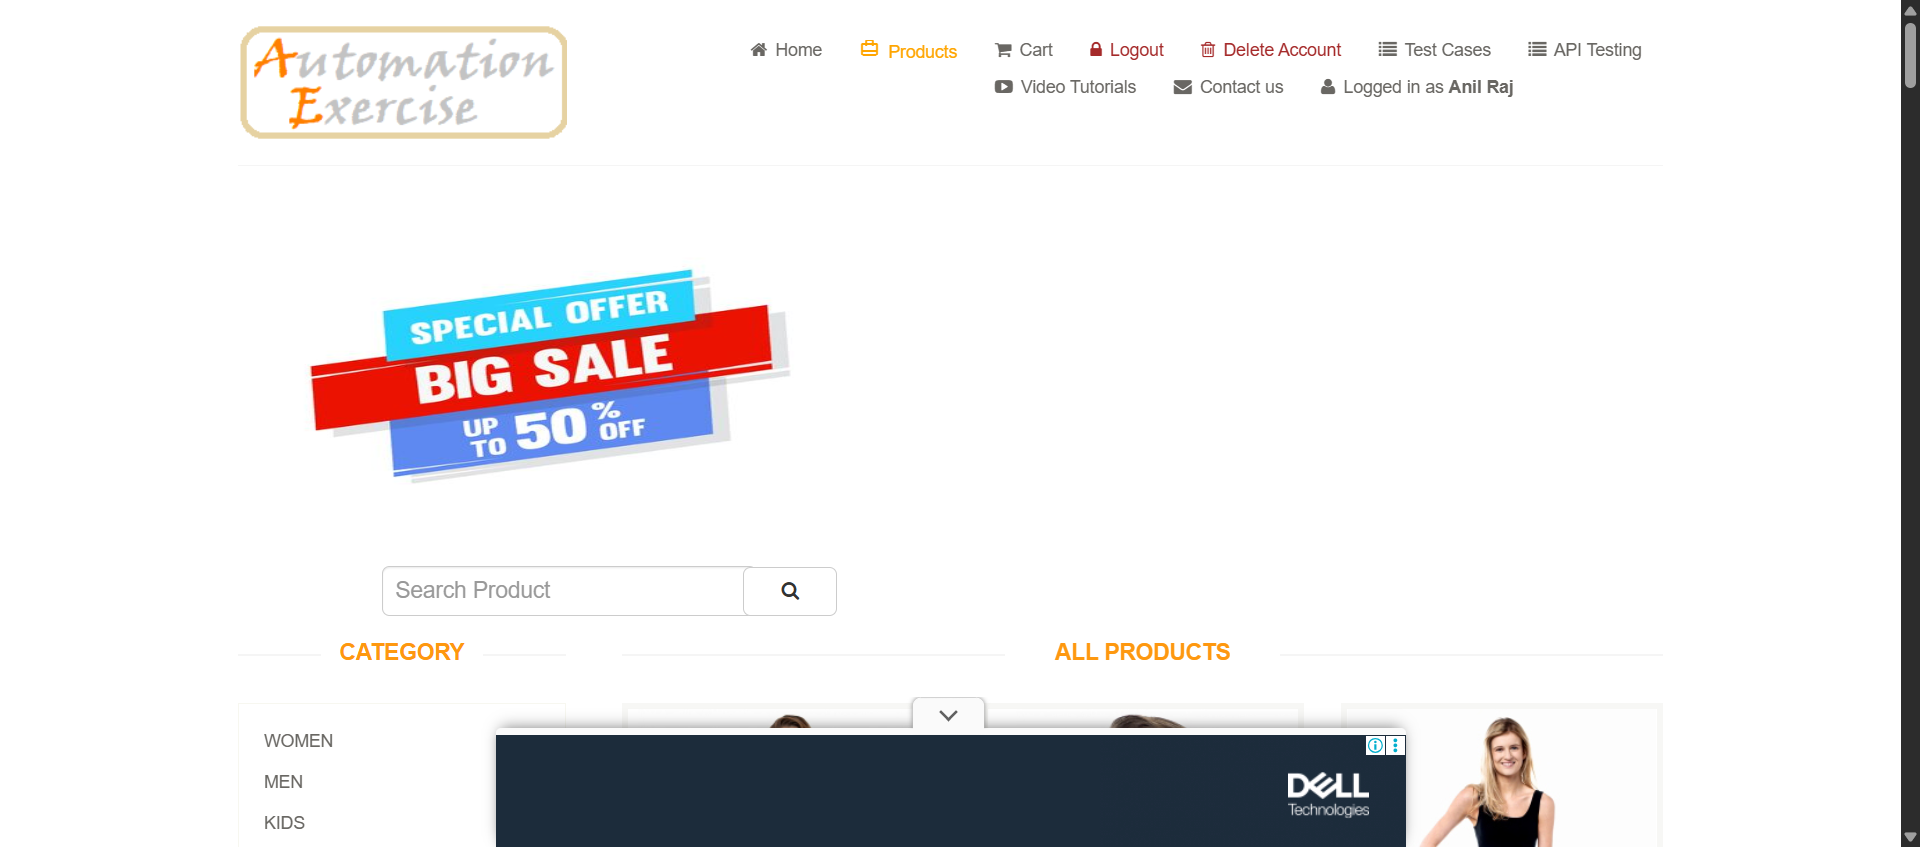 Automation
Exercise
Home Products Cart Logout Delete Account Test Cases API Testing
Video Tutorials Contact us Logged in as Anil Raj
SPECIAL OFFER
BIG SALE
UP TO 50 % OFF
Search Product
CATEGORY
ALL PRODUCTS
WOMEN
MEN
KIDS
DELL
Technologies